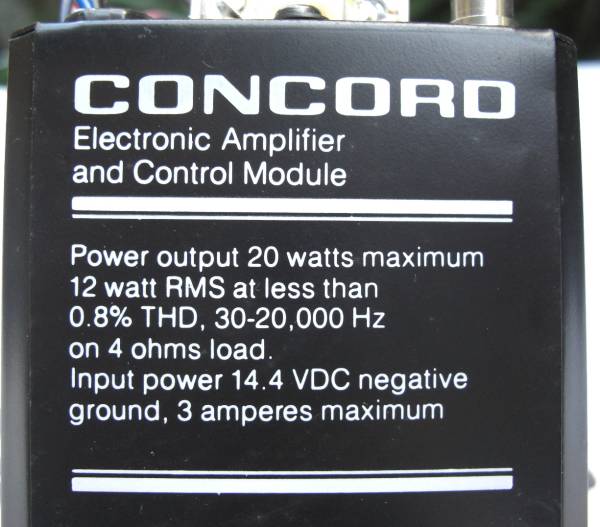 CONCORD
Electronic Amplifier
and Control Module
Power output 20 watts maximum
12 watt RMS at less than
0.8% THD, 30-20,000 Hz
on 4 ohms load.
Input power 14.4 VDC negative
ground, 3 amperes maximum